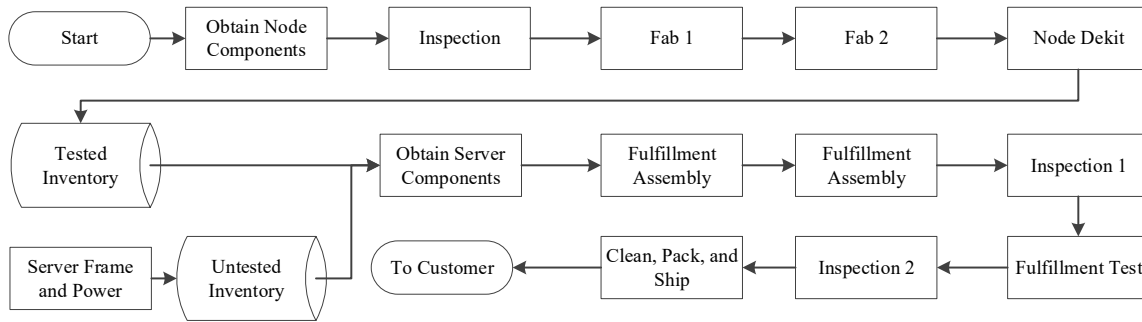 Start
Obtain Node
Components
Inspection
Fab 1
Fab 2
Node Dekit
Tested
Inventory
Obtain Server
Components
Fulfillment
Assembly
Fulfillment
Assembly
Inspection 1
Server Frame
and Power
Untested
Inventory
To Customer
Clean, Pack, and
Ship
Inspection 2
Fulfillment Test